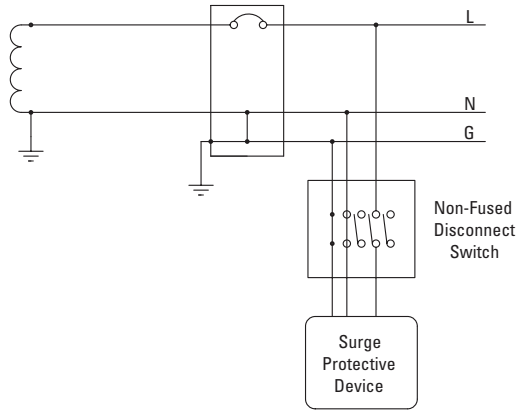 L
N
G
Non-Fused
Disconnect
Switch
Surge
Protective
Device